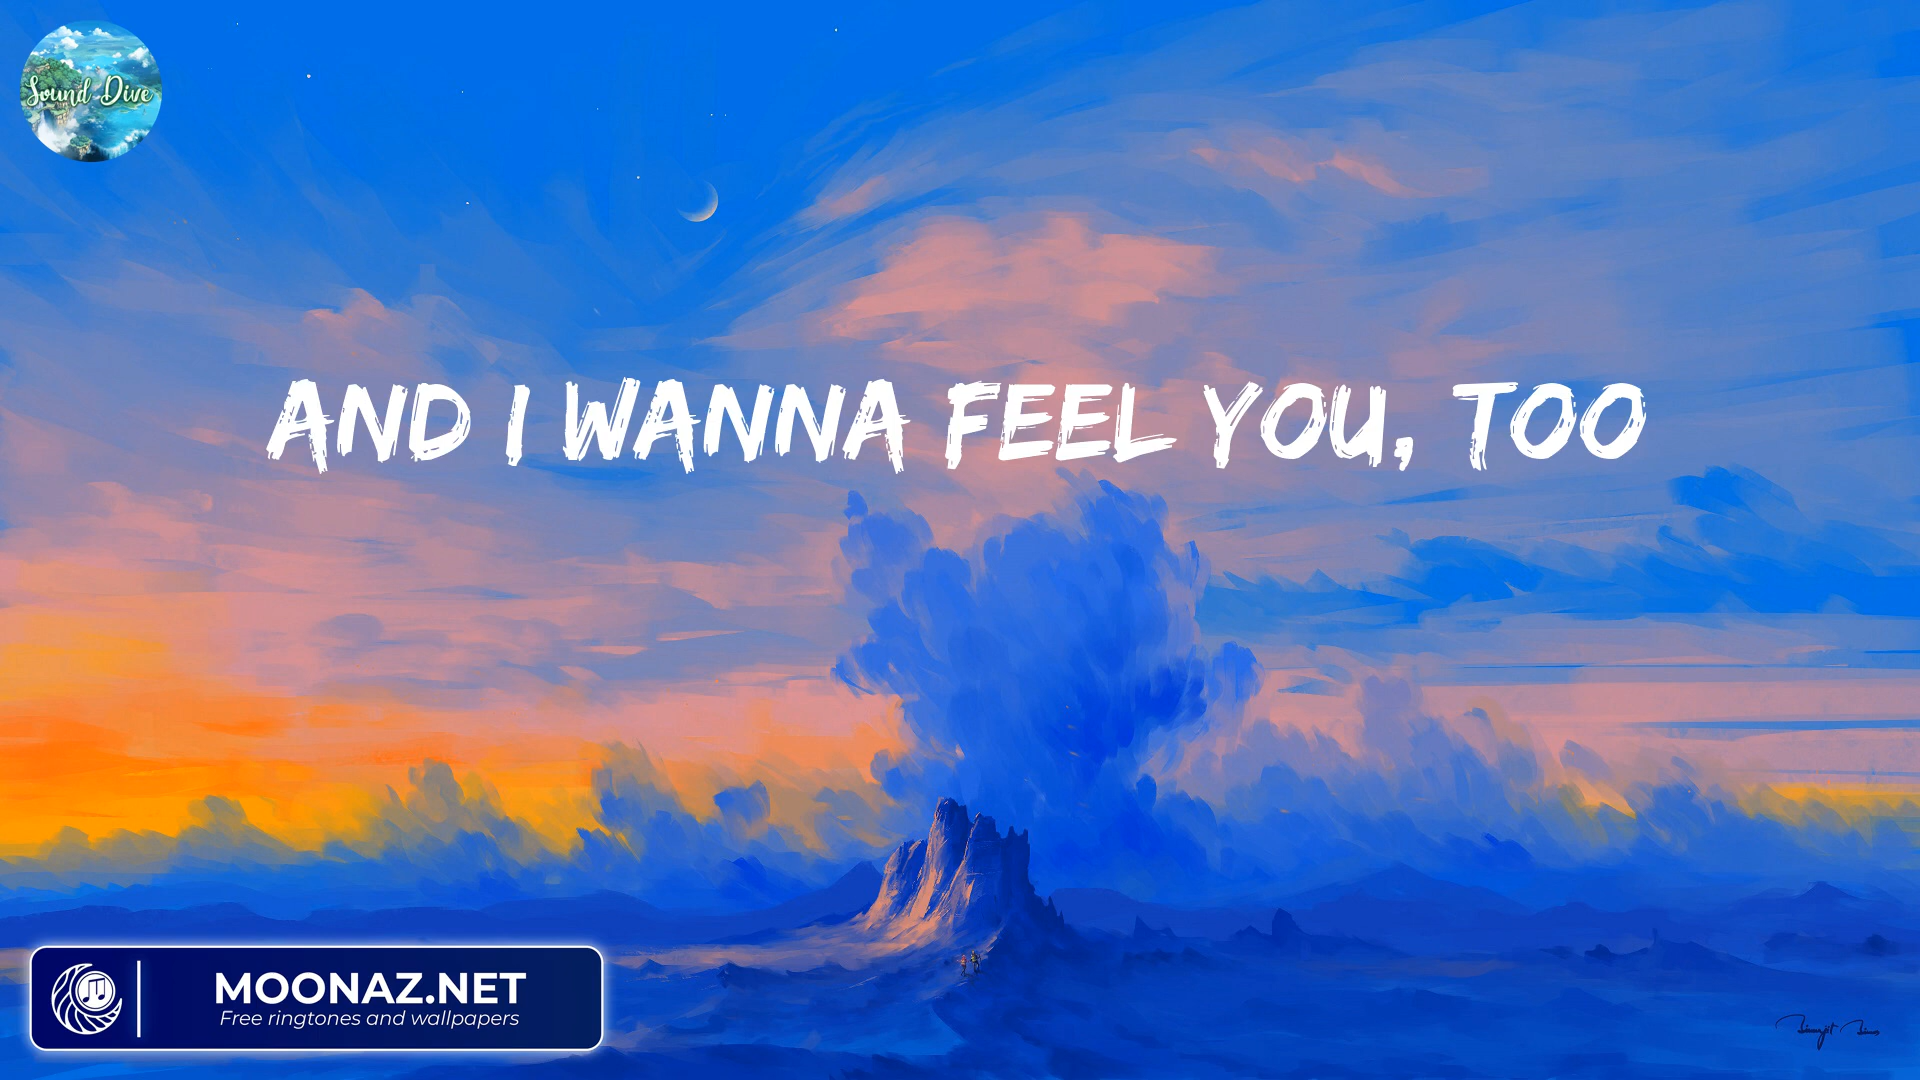 Sound Dive
AND I WANNA FEEL YOU, TOO
MOONAZ.NET
Free ringtones and wallpapers